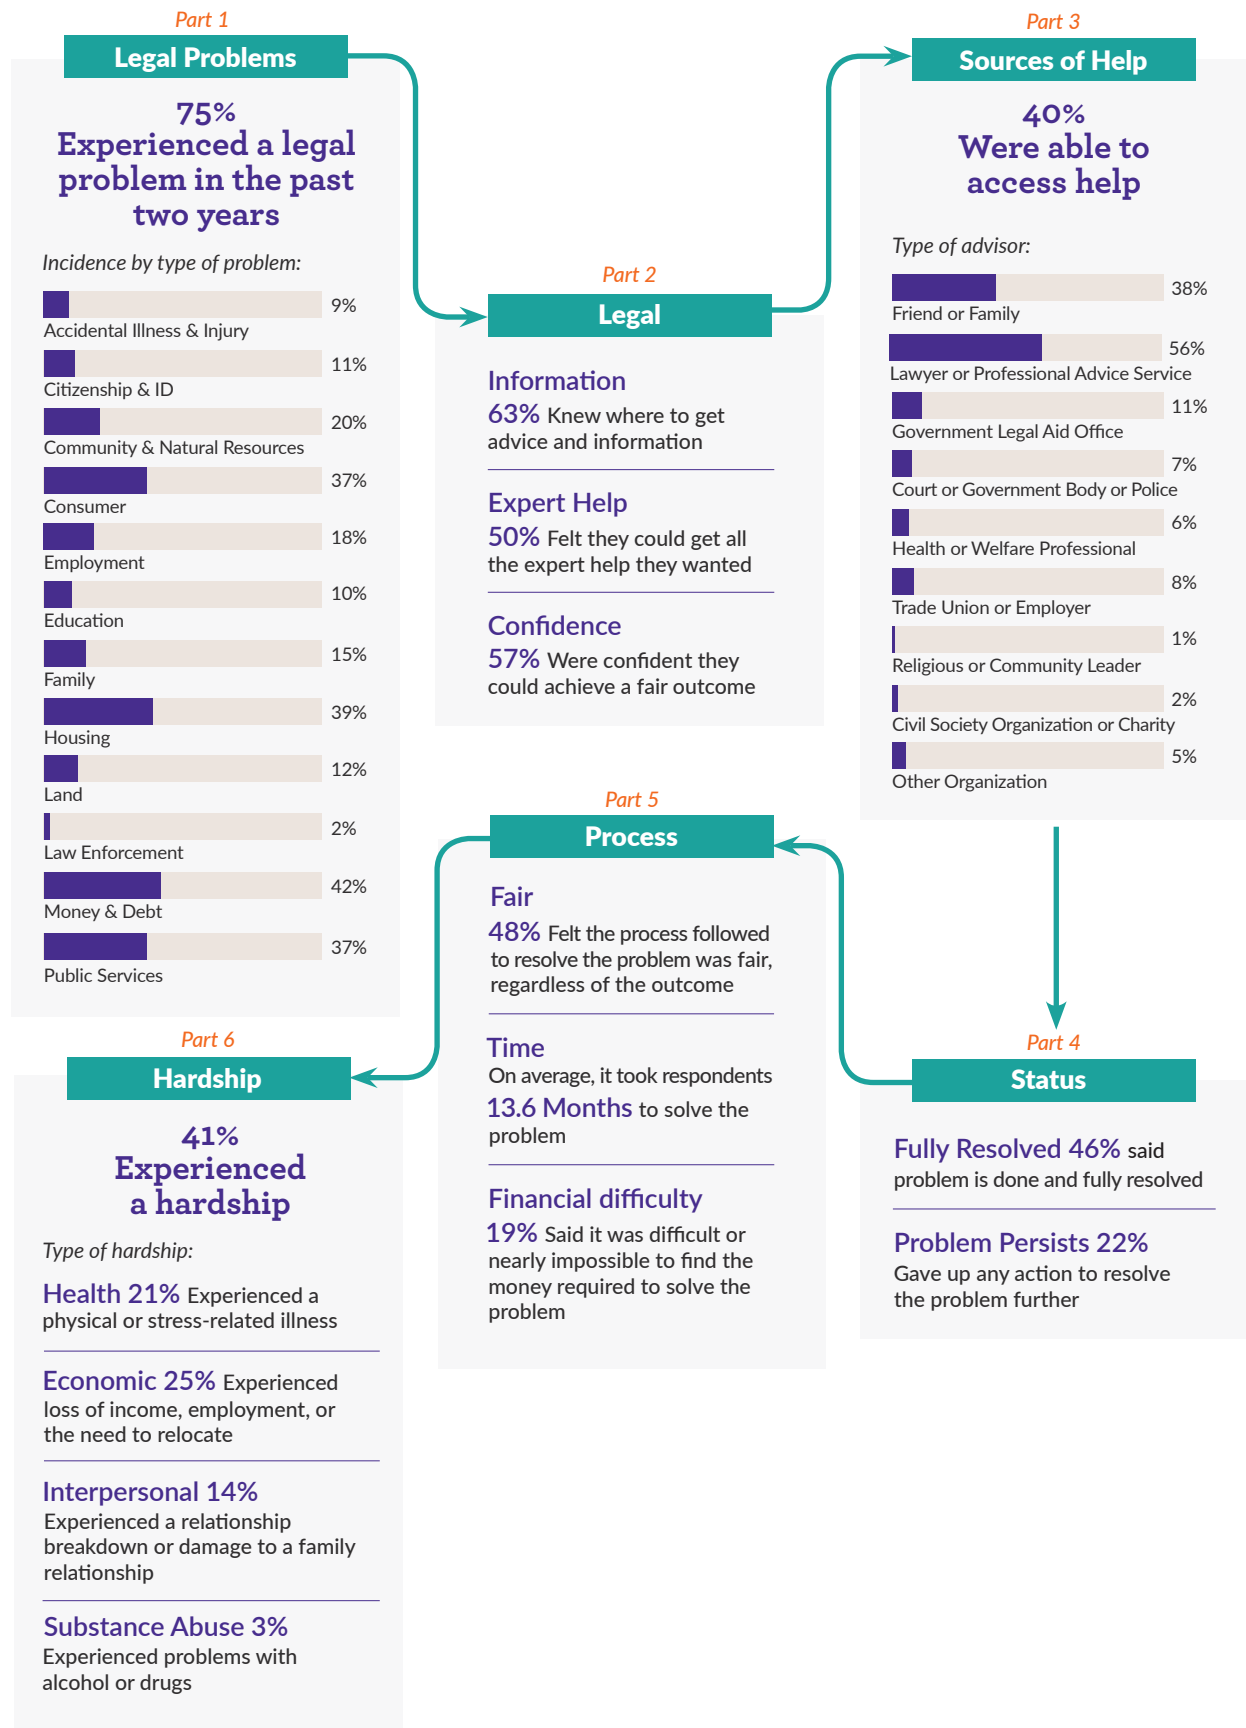 Part 1
Legal Problems
75%
Experienced a legal
problem in the past
two years
Incidence by type of problem:
9%
Accidental Illness & Injury
11%
Citizenship & ID
20%
Community & Natural Resources
37%
Consumer
18%
Employment
10%
Education
15%
Family
39%
Housing
12%
Land
2%
Law Enforcement
42%
Money & Debt
37%
Public Services
Part 2
Legal
Information
63% Knew where to get
advice and information
Expert Help
50% Felt they could get all
the expert help they wanted
Confidence
57% Were confident they
could achieve a fair outcome
Part 3
Sources of Help
40%
Were able to
access help
Type of advisor:
38%
Friend or Family
56%
Lawyer or Professional Advice Service
11%
Government Legal Aid Office
7%
Court or Government Body or Police
6%
Health or Welfare Professional
8%
Trade Union or Employer
1%
Religious or Community Leader
2%
Civil Society Organization or Charity
5%
Other Organization
Part 4
Status
Fully Resolved 46% said
problem is done and fully resolved
Problem Persists 22%
Gave up any action to resolve
the problem further
Part 5
Process
Fair
48% Felt the process followed
to resolve the problem was fair,
regardless of the outcome
Time
On average, it took respondents
13.6 Months to solve the
problem
Financial difficulty
19% Said it was difficult or
nearly impossible to find the
money required to solve the
problem
Part 6
Hardship
41%
Experienced
a hardship
Type of hardship:
Health 21% Experienced a
physical or stress-related illness
Economic 25% Experienced
loss of income, employment, or
the need to relocate
Interpersonal 14%
Experienced a relationship
breakdown or damage to a family
relationship
Substance Abuse 3%
Experienced problems with
alcohol or drugs